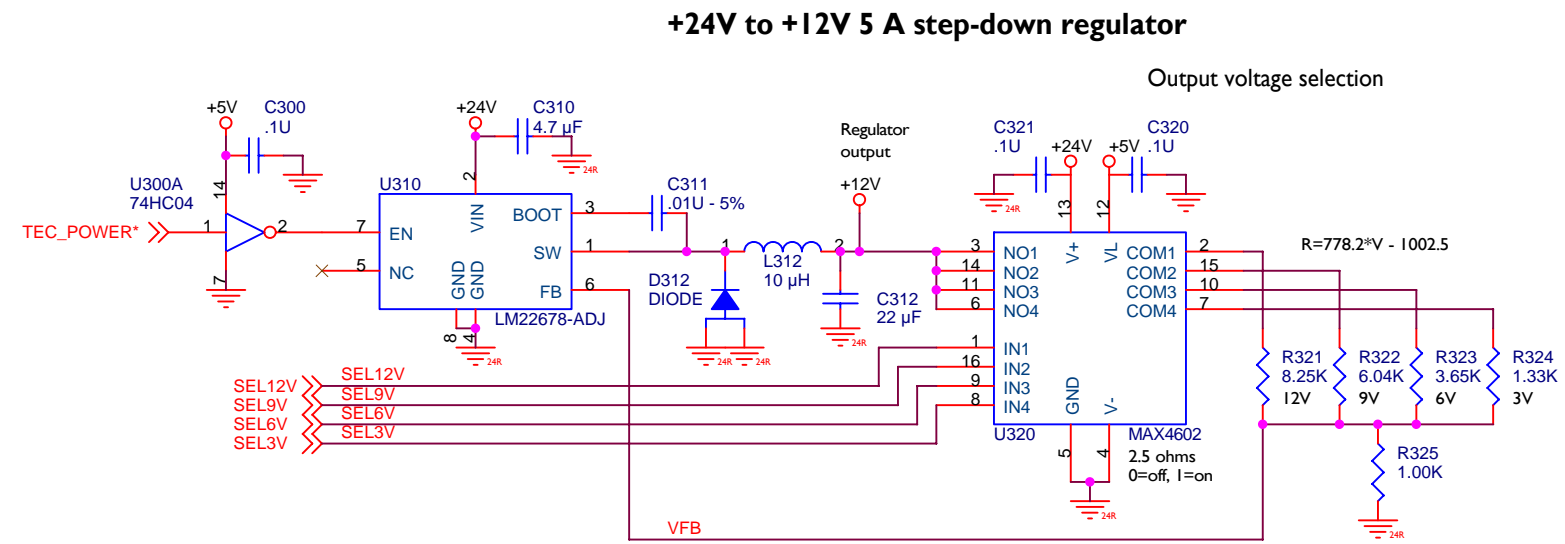 +24V to +12V 5 A step-down regulator
Output voltage selection
+5V
C300
.1U
14
U300A
74HC04
TEC_POWER*
1
2
7
+24V
C310
4.7 µF
24R
U310
2
VIN
7
EN
5
NC
BOOT
3
SW
1
FB
6
GND
GND
8
4
LM22678-ADJ
24R
C311
.01U - 5%
D312
DIODE
24R
24R
1
2
L312
10 µH
Regulator
output
+12V
C312
22 µF
24R
C321
.1U
24R
+24V
+5V
C320
.1U
24R
13
12
V+
VL
3
NO1
14
NO2
11
NO3
6
NO4
1
IN1
16
IN2
9
IN3
8
IN4
COM1
2
COM2
15
COM3
10
COM4
7
GND
V-
5
4
U320
MAX4602
2.5 ohms
0=off, 1=on
24R
R=778.2*V - 1002.5
R321
8.25K
12V
R322
6.04K
9V
R323
3.65K
6V
R324
1.33K
3V
R325
1.00K
24R
SEL12V
SEL12V
SEL9V
SEL9V
SEL6V
SEL6V
SEL3V
SEL3V
VFB